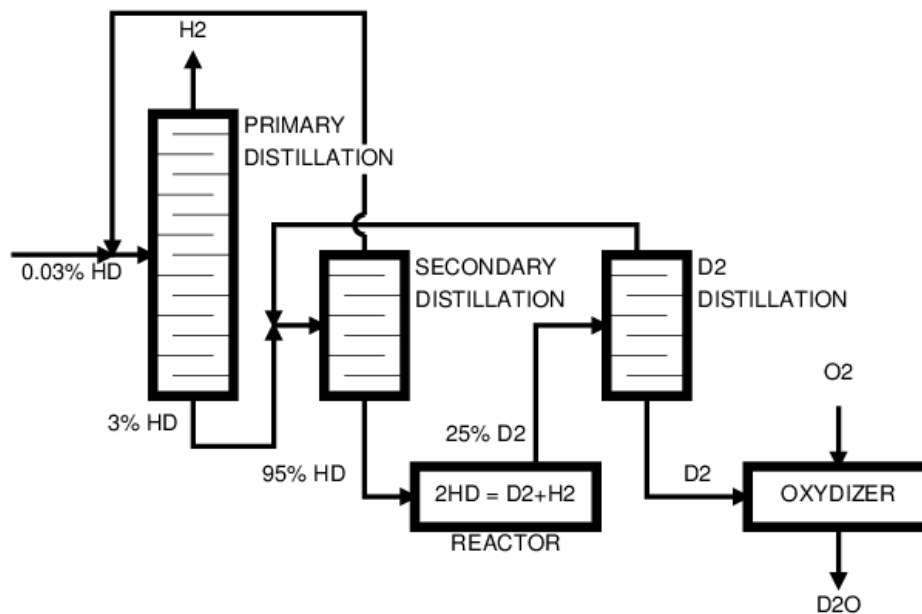 H2
PRIMARY
DISTILLATION
0.03% HD
SECONDARY
DISTILLATION
D2
DISTILLATION
3% HD
95% HD
25% D2
O2
2HD = D2+H2
REACTOR
D2
OXYDIZER
D2O